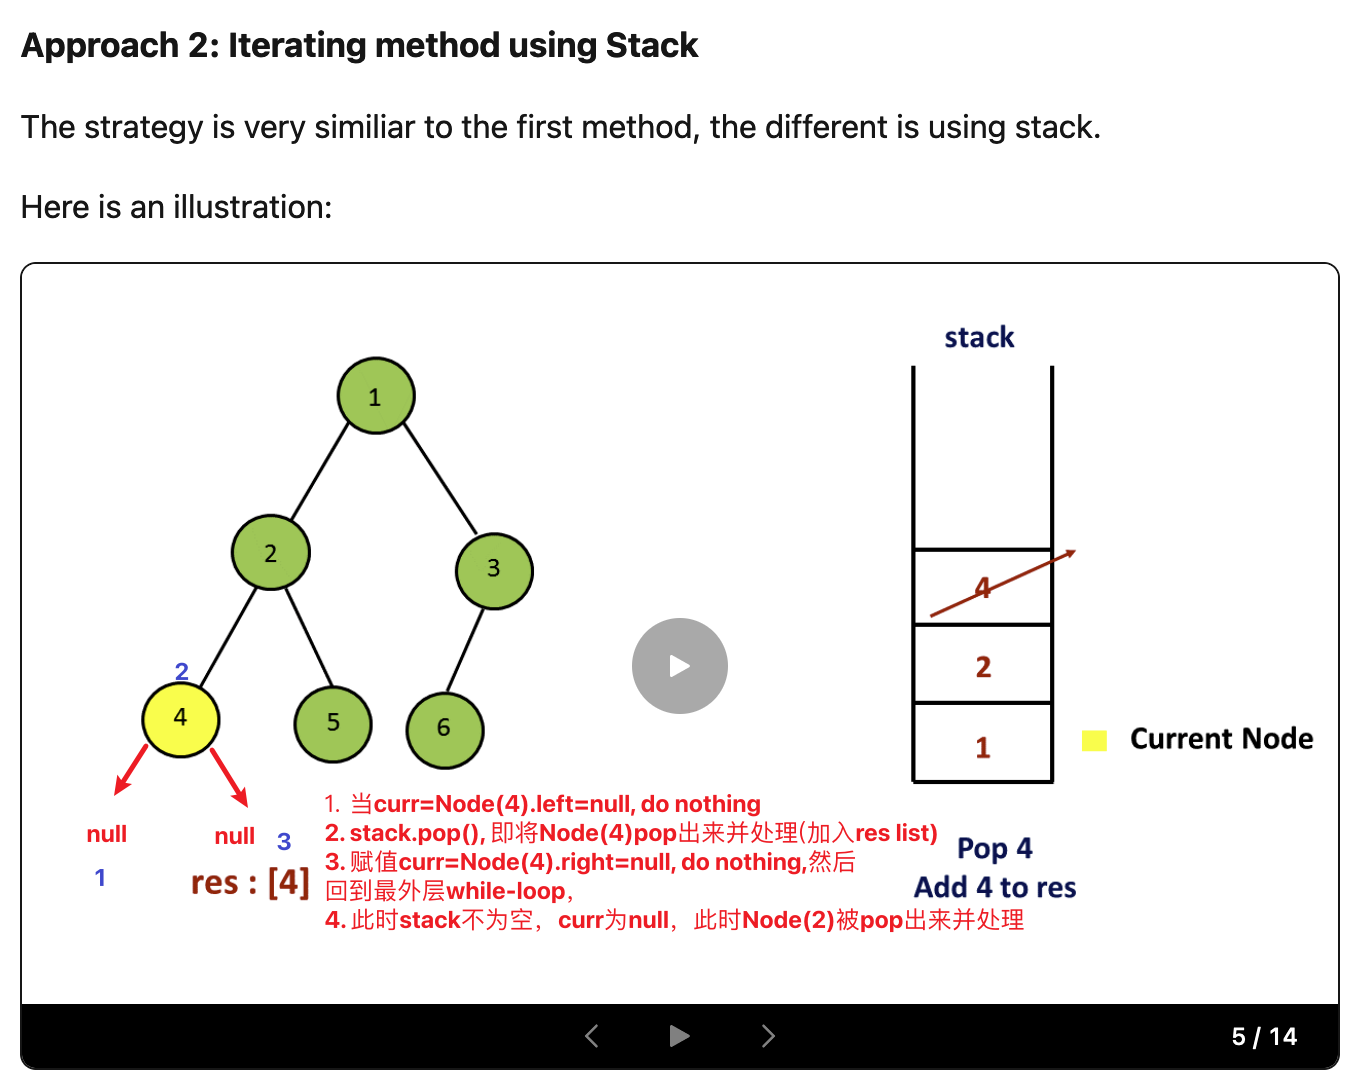 Approach 2: Iterating method using Stack
The strategy is very similiar to the first method, the different is using stack.
Here is an illustration:
stack
1
2
3
4
2
2
4
5
6
1
Current Node
null
null
3
1
1. 当curr=Node(4).left=null, do nothing
2. stack.pop(), 即将Node(4)pop出来并处理(加入res list)
3. 赋值curr=Node(4).right=null, do nothing,然后
回到最外层while-loop，
4. 此时stack不为空，curr为null，此时Node(2)被pop出来并处理
res : [4]
Pop 4
Add 4 to res
5 / 14